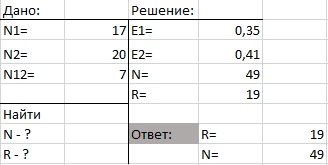 Дано: Решение:
N1= 17 E1= 0,35
N2= 20 E2= 0,41
N12= 7 N= 49
R= 19
Найти
N - ? Ответ: R= 19
R - ? N= 49